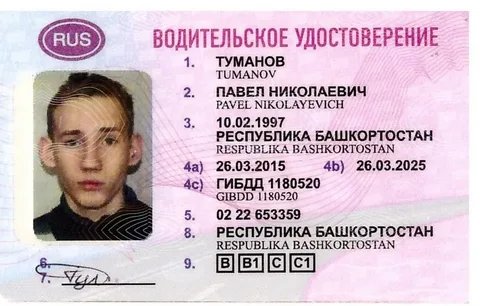 RUS
ВОДИТЕЛЬСКОЕ УДОСТОВЕРЕНИЕ
1. ТУМАНОВ
TUMANOV
2. ПАВЕЛ НИКОЛАЕВИЧ
PAVEL NIKOLAYEVICH
3. 10.02.1997
РЕСПУБЛИКА БАШКОРТОСТАН
RESPUBLIKA BASHKORTOSTAN
4a) 26.03.2015 4b) 26.03.2025
4c) ГИБДД 1180520
GIBDD 1180520
5. 02 22 653359
8. РЕСПУБЛИКА БАШКОРТОСТАН
RESPUBLIKA BASHKORTOSTAN
6.
7.
9. B B1 C C1